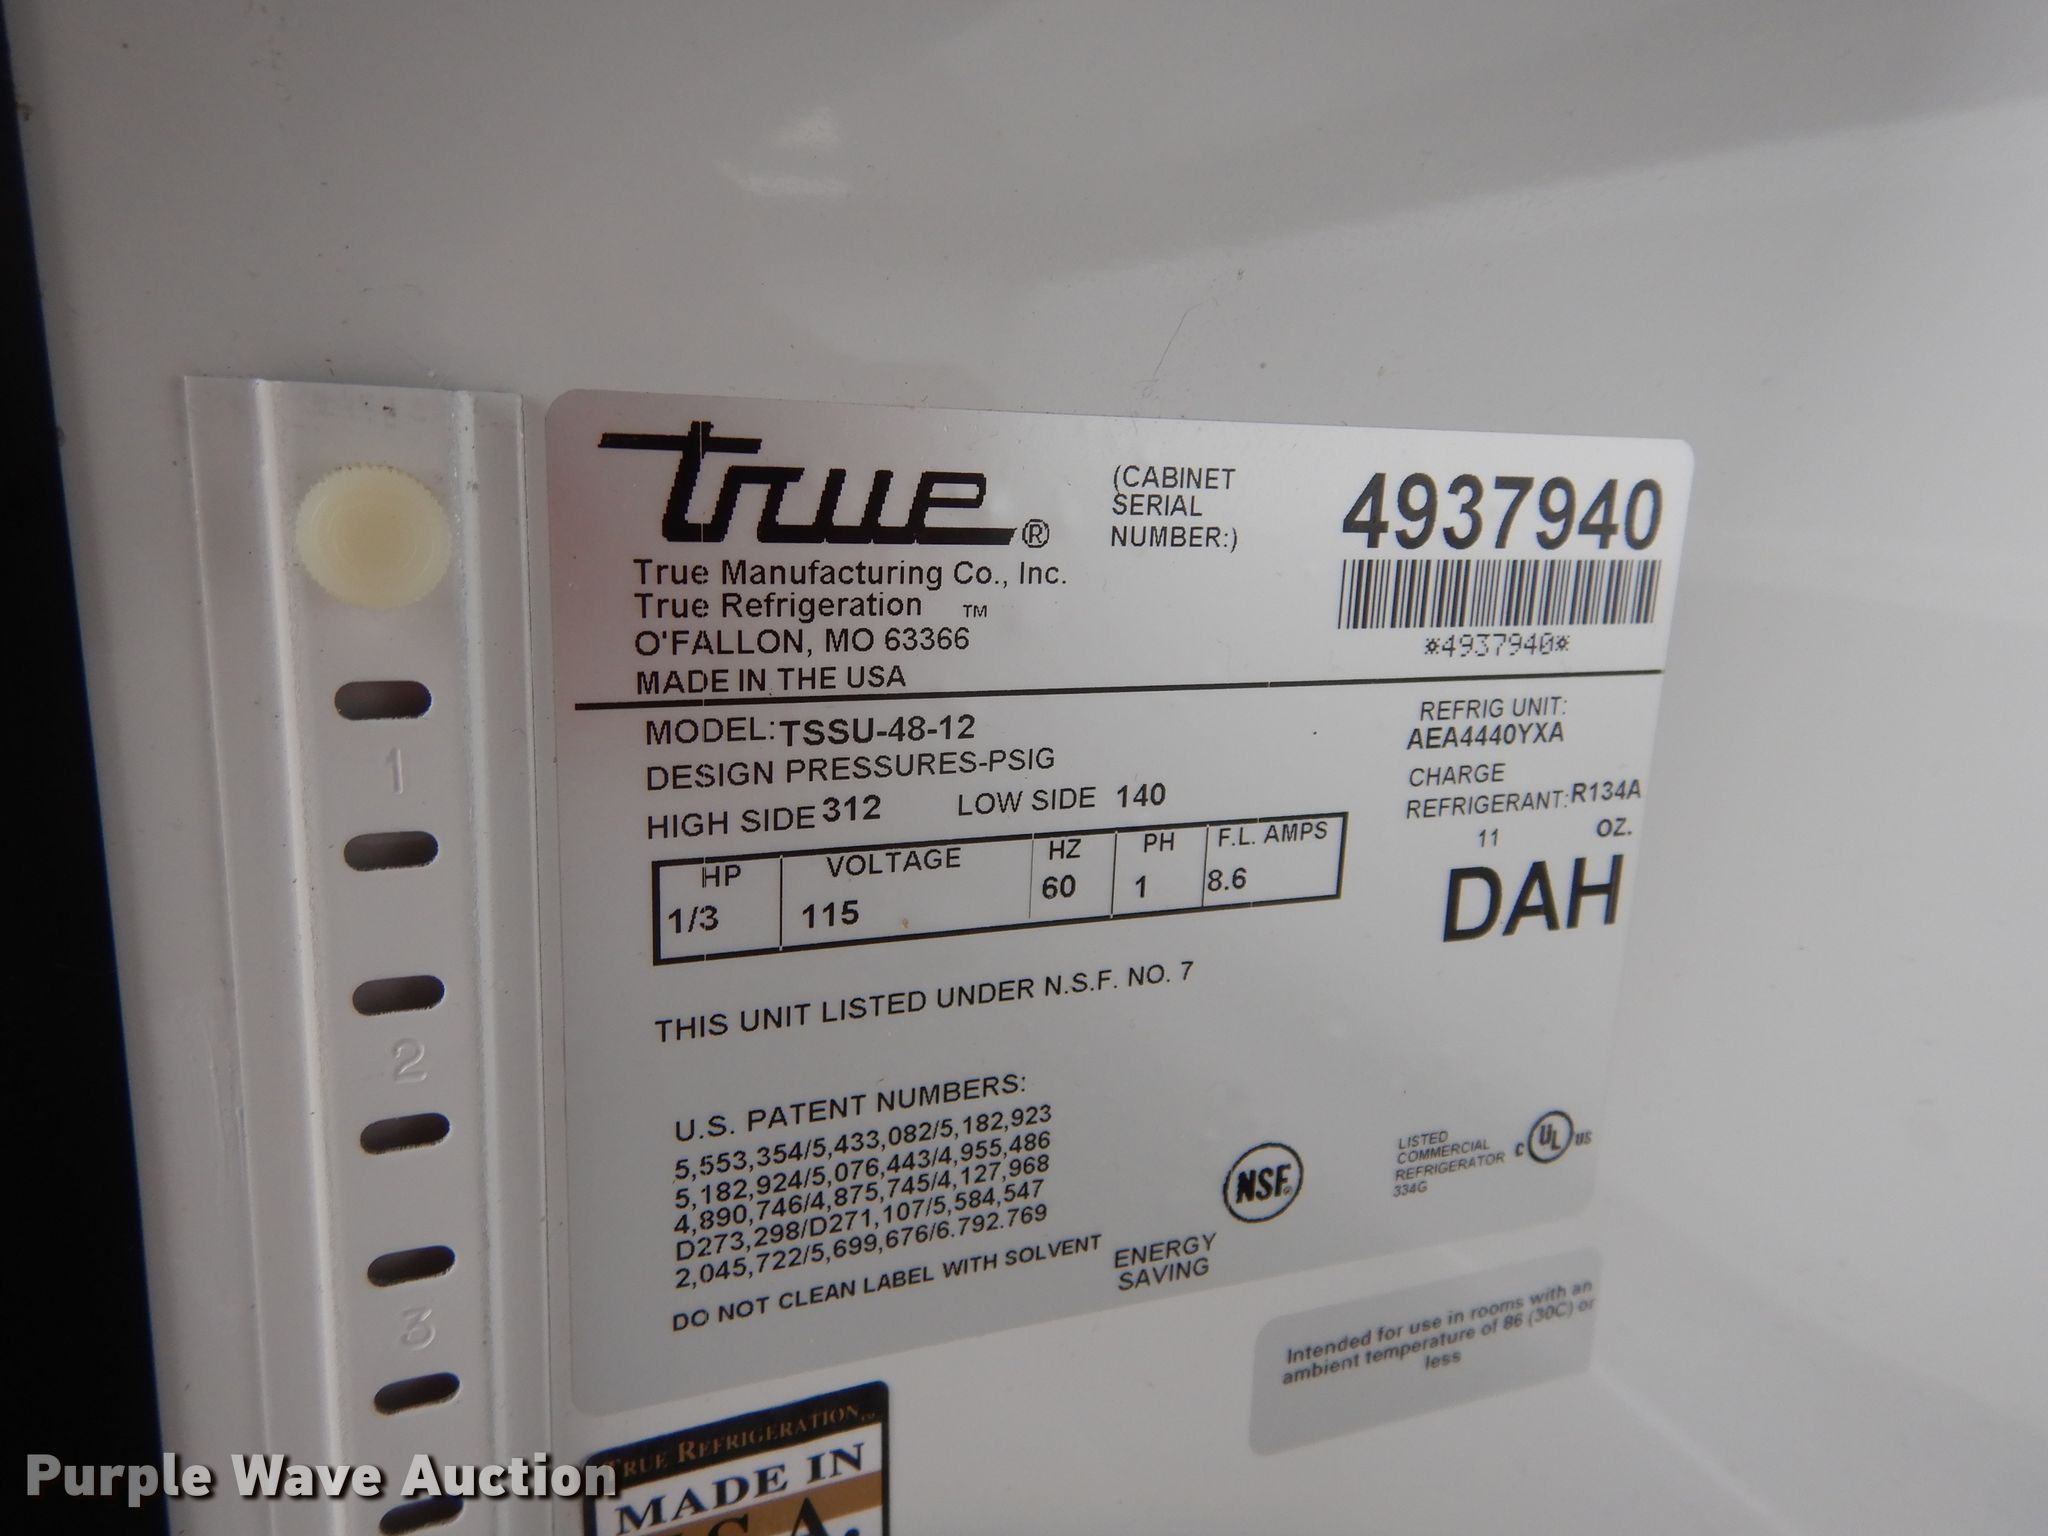 true®
(CABINET
SERIAL
NUMBER:)
4937940
*4937940*
True Manufacturing Co., Inc.
True Refrigeration ™
O'FALLON, MO 63366
MADE IN THE USA
MODEL: TSSU-48-12
DESIGN PRESSURES-PSIG
HIGH SIDE 312 LOW SIDE 140
REFRIG UNIT:
AEA4440YXA
CHARGE
REFRIGERANT: R134A
11 OZ.
DAH
HP VOLTAGE HZ PH F.L. AMPS
1/3 115 60 1 8.6
THIS UNIT LISTED UNDER N.S.F. NO. 7
U.S. PATENT NUMBERS:
5,553,354/5,433,082/5,182,923
5,182,924/5,076,443/4,955,486
4,890,746/4,875,745/4,127,968
D273,298/D271,107/5,584,547
2,045,722/5,699,676/6.792.769
DO NOT CLEAN LABEL WITH SOLVENT
ENERGY
SAVING
NSF®
LISTED
COMMERCIAL
REFRIGERATOR
334G
C UL US
Intended for use in rooms with an
ambient temperature of 86 (30C) or
less
1
2
3
TRUE REFRIGERATION™
MADE IN
U.S.A.
Purple Wave Auction